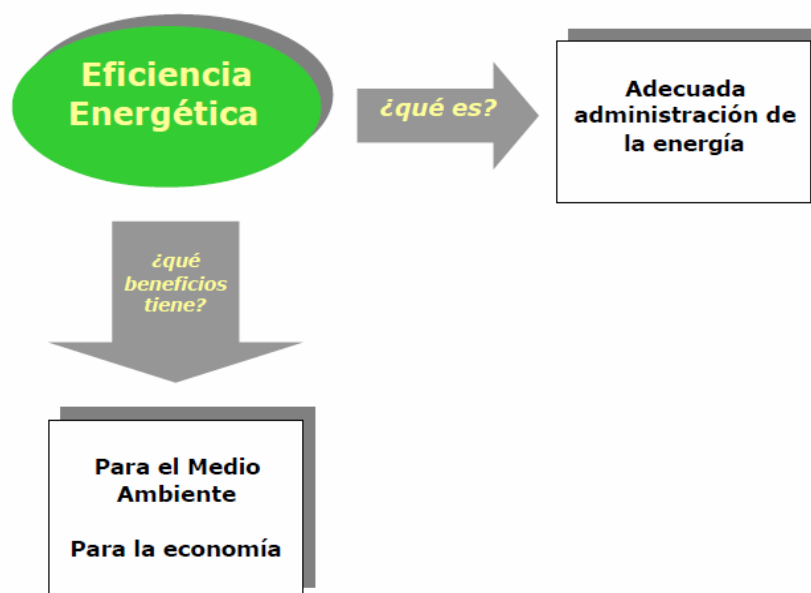 Eficiencia
Energética
¿qué es?
Adecuada
administración de
la energía
¿qué
beneficios
tiene?
Para el Medio
Ambiente
Para la economía